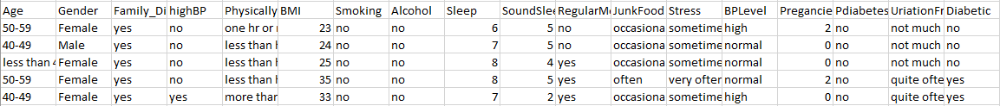 Age Gender Family_Di highBP Physically BMI Smoking Alcohol Sleep SoundSlee RegularMe JunkFood Stress BPLevel Pregancie Pdiabetes UriationFr Diabetic
50-59 Female yes no one hr or 23 no no 6 5 no occasiona sometime high 2 no not much no
40-49 Male yes no less than 24 no no 7 5 no occasiona sometime normal 0 no not much no
less than Female yes no less than 25 no no 8 4 yes occasiona sometime normal 0 no not much no
50-59 Female yes no less than 35 no no 8 5 yes often very often normal 2 no quite ofte yes
40-49 Female yes yes more than 33 no no 7 2 yes occasiona sometime high 0 no quite ofte yes